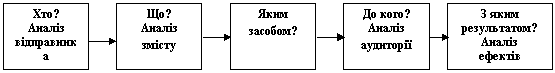 Хто?
Аналіз
відправник
а
Що?
Аналіз
змісту
Яким
засобом?
До кого?
Аналіз
аудиторії
З яким
результатом?
Аналіз
ефектів